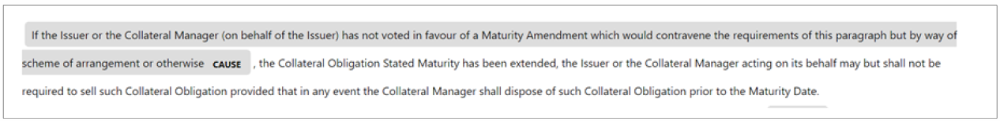 If the Issuer or the Collateral Manager (on behalf of the Issuer) has not voted in favour of a Maturity Amendment which would contravene the requirements of this paragraph but by way of
scheme of arrangement or otherwise CAUSE , the Collateral Obligation Stated Maturity has been extended, the Issuer or the Collateral Manager acting on its behalf may but shall not be
required to sell such Collateral Obligation provided that in any event the Collateral Manager shall dispose of such Collateral Obligation prior to the Maturity Date.